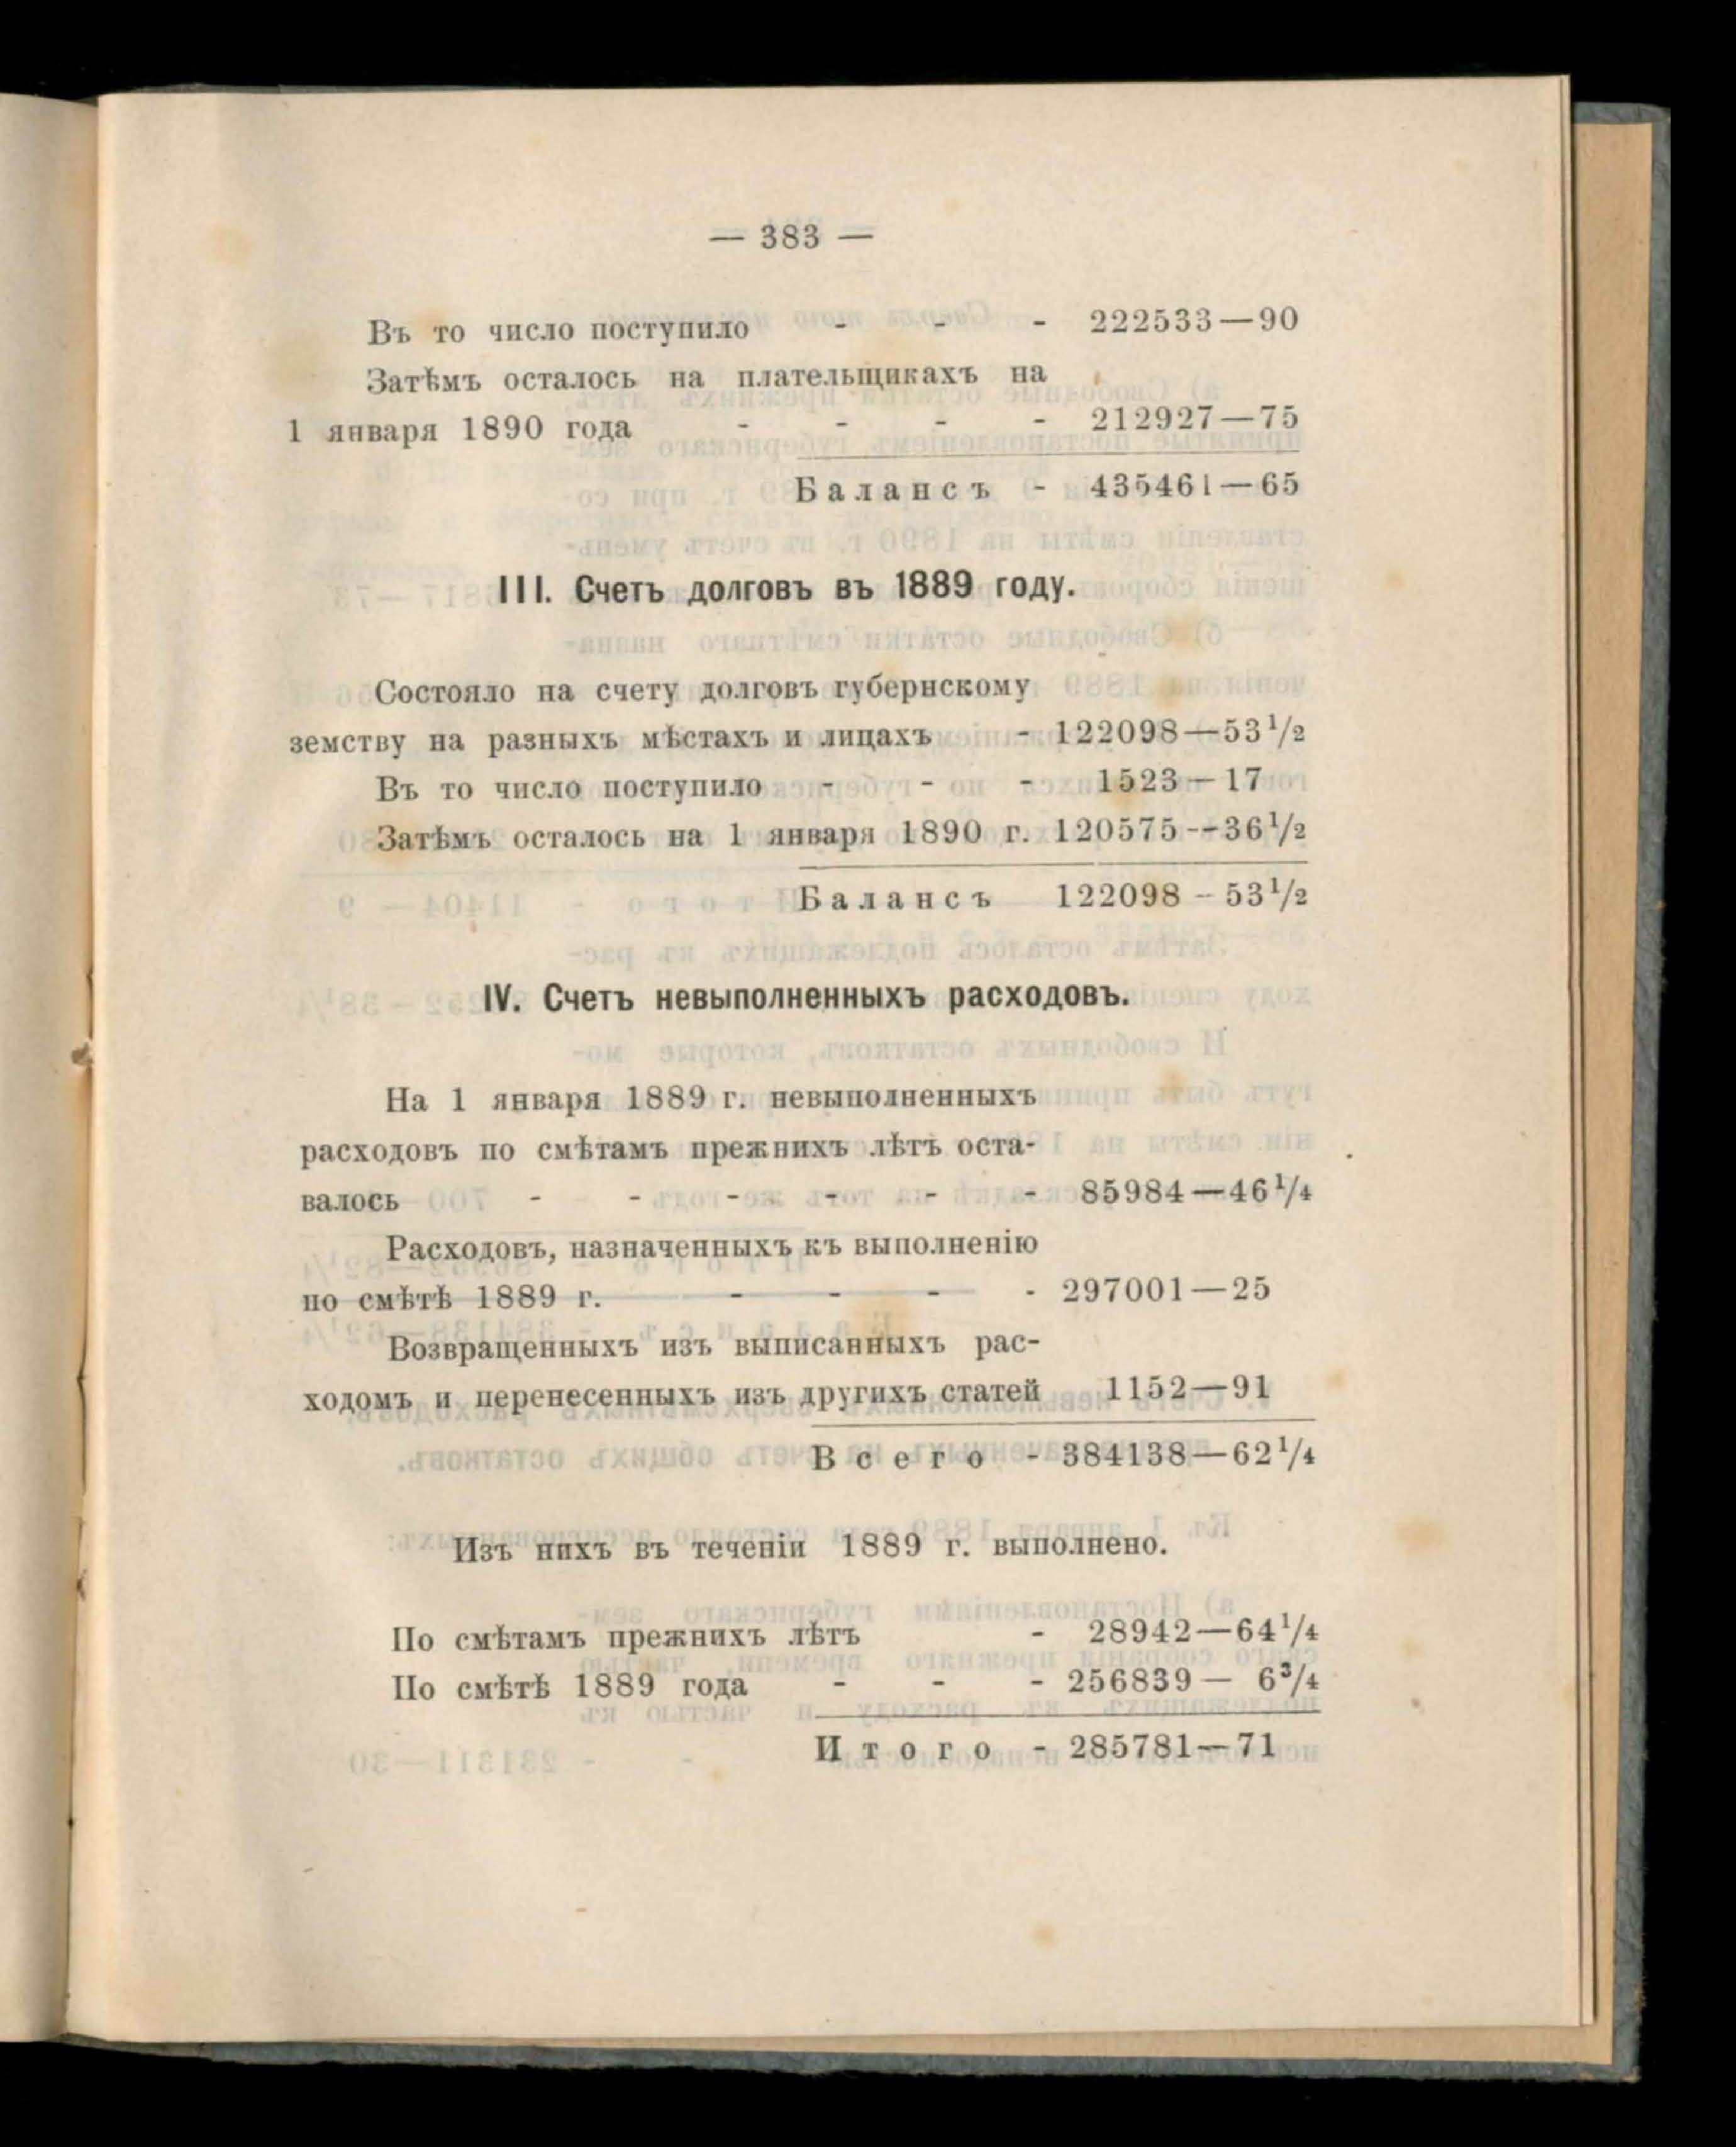 — 383 —
Въ то число поступило - - - 222533—90
Затѣмъ осталось на плательщикахъ на
1 января 1890 года - - - - 212927—75
Балансъ - 435461—65
III. Счетъ долговъ въ 1889 году.
Состояло на счету долговъ губернскому
земству на разныхъ мѣстахъ и лицахъ - 122098—53¹/₂
Въ то число поступило - - - 1523—17
Затѣмъ осталось на 1 января 1890 г. 120575--36¹/₂
Балансъ 122098 - 53¹/₂
IV. Счетъ невыполненныхъ расходовъ.
На 1 января 1889 г. невыполненныхъ
расходовъ по смѣтамъ прежнихъ лѣтъ оста-
валось - - - - - - 85984—46¹/₄
Расходовъ, назначенныхъ къ выполненію
по смѣтѣ 1889 г. - - - - 297001—25
Возвращенныхъ изъ выписанныхъ рас-
ходомъ и перенесенныхъ изъ другихъ статей 1152—91
Всего - 384138—62¹/₄
Изъ нихъ въ теченіи 1889 г. выполнено.
По смѣтамъ прежнихъ лѣтъ - 28942—64¹/₄
По смѣтѣ 1889 года - - - 256839— 6³/₄
Итого - 285781—71